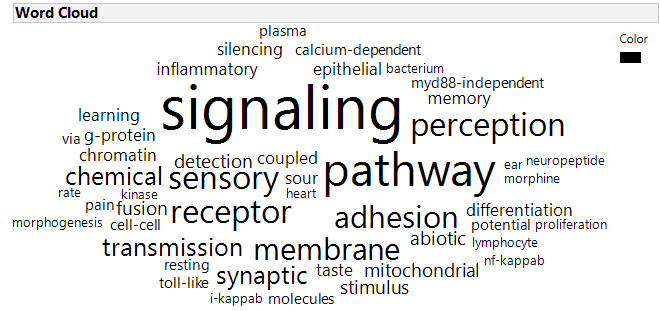 Word Cloud
plasma
Color
silencing calcium-dependent
inflammatory epithelial bacterium
myd88-independent
signaling memory
learning perception
via g-protein
chromatin detection coupled pathway ear neuropeptide
chemical sensory sour morphine
rate kinase heart
pain fusion receptor adhesion differentiation
morphogenesis cell-cell potential proliferation
transmission membrane abiotic lymphocyte
resting synaptic taste mitochondrial nf-kappab
toll-like stimulus
i-kappab molecules